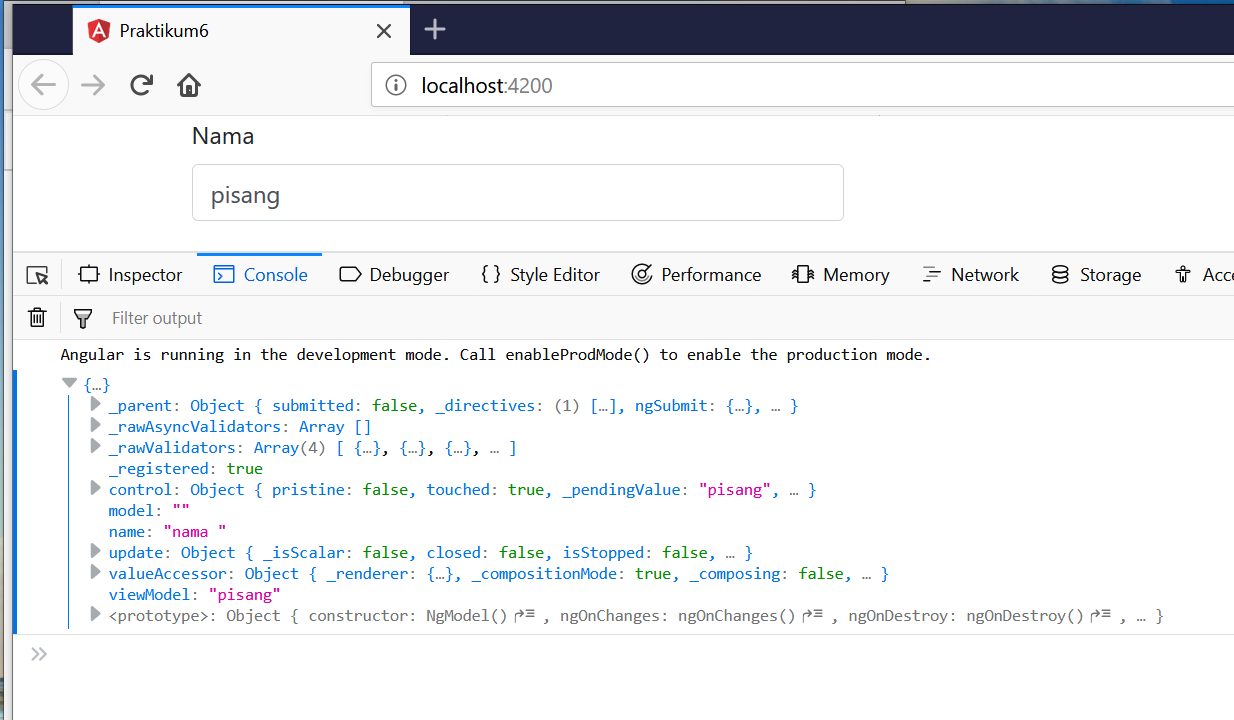 Praktikum6
localhost:4200
Nama
pisang
Inspector Console Debugger {} Style Editor Performance Memory Network Storage Acce
Filter output
Angular is running in the development mode. Call enableProdMode() to enable the production mode.
{…}
_parent: Object { submitted: false, _directives: (1) […], ngSubmit: {…}, … }
_rawAsyncValidators: Array []
_rawValidators: Array(4) [ {…}, {…}, {…}, … ]
_registered: true
control: Object { pristine: false, touched: true, _pendingValue: "pisang", … }
model: ""
name: "nama "
update: Object { _isScalar: false, closed: false, isStopped: false, … }
valueAccessor: Object { _renderer: {…}, _compositionMode: true, _composing: false, … }
viewModel: "pisang"
<prototype>: Object { constructor: NgModel() , ngOnChanges: ngOnChanges() , ngOnDestroy: ngOnDestroy() , … }
»